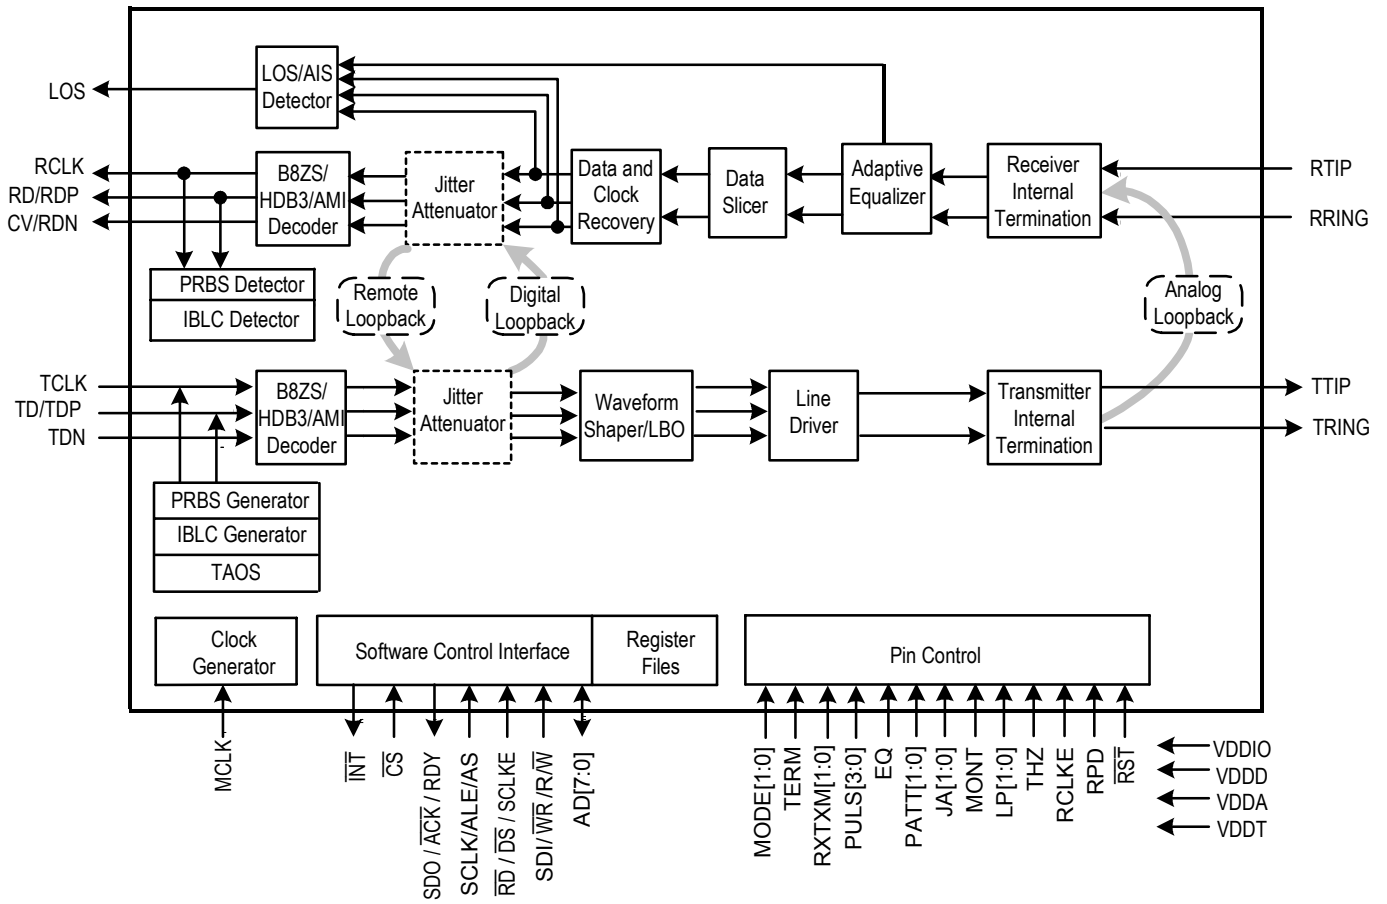 LOS
LOS/AIS
Detector
RCLK
RD/RDP
CV/RDN
B8ZS/
HDB3/AMI
Decoder
Jitter
Attenuator
Data and
Clock
Recovery
Data
Slicer
Adaptive
Equalizer
Receiver
Internal
Termination
RTIP
RRING
PRBS Detector
IBLC Detector
Remote
Loopback
Digital
Loopback
Analog
Loopback
TCLK
TD/TDP
TDN
B8ZS/
HDB3/AMI
Decoder
Jitter
Attenuator
Waveform
Shaper/LBO
Line
Driver
Transmitter
Internal
Termination
TTIP
TRING
PRBS Generator
IBLC Generator
TAOS
Clock
Generator
Software Control Interface
Register
Files
Pin Control
MCLK
INT
CS
SDO / ACK / RDY
SCLK/ALE/AS
RD / DS / SCLKE
SDI/ WR /R/W
AD[7:0]
MODE[1:0]
TERM
RXTXM[1:0]
PULS[3:0]
EQ
PATT[1:0]
JA[1:0]
MONT
LP[1:0]
THZ
RCLKE
RPD
RST
VDDIO
VDDD
VDDA
VDDT